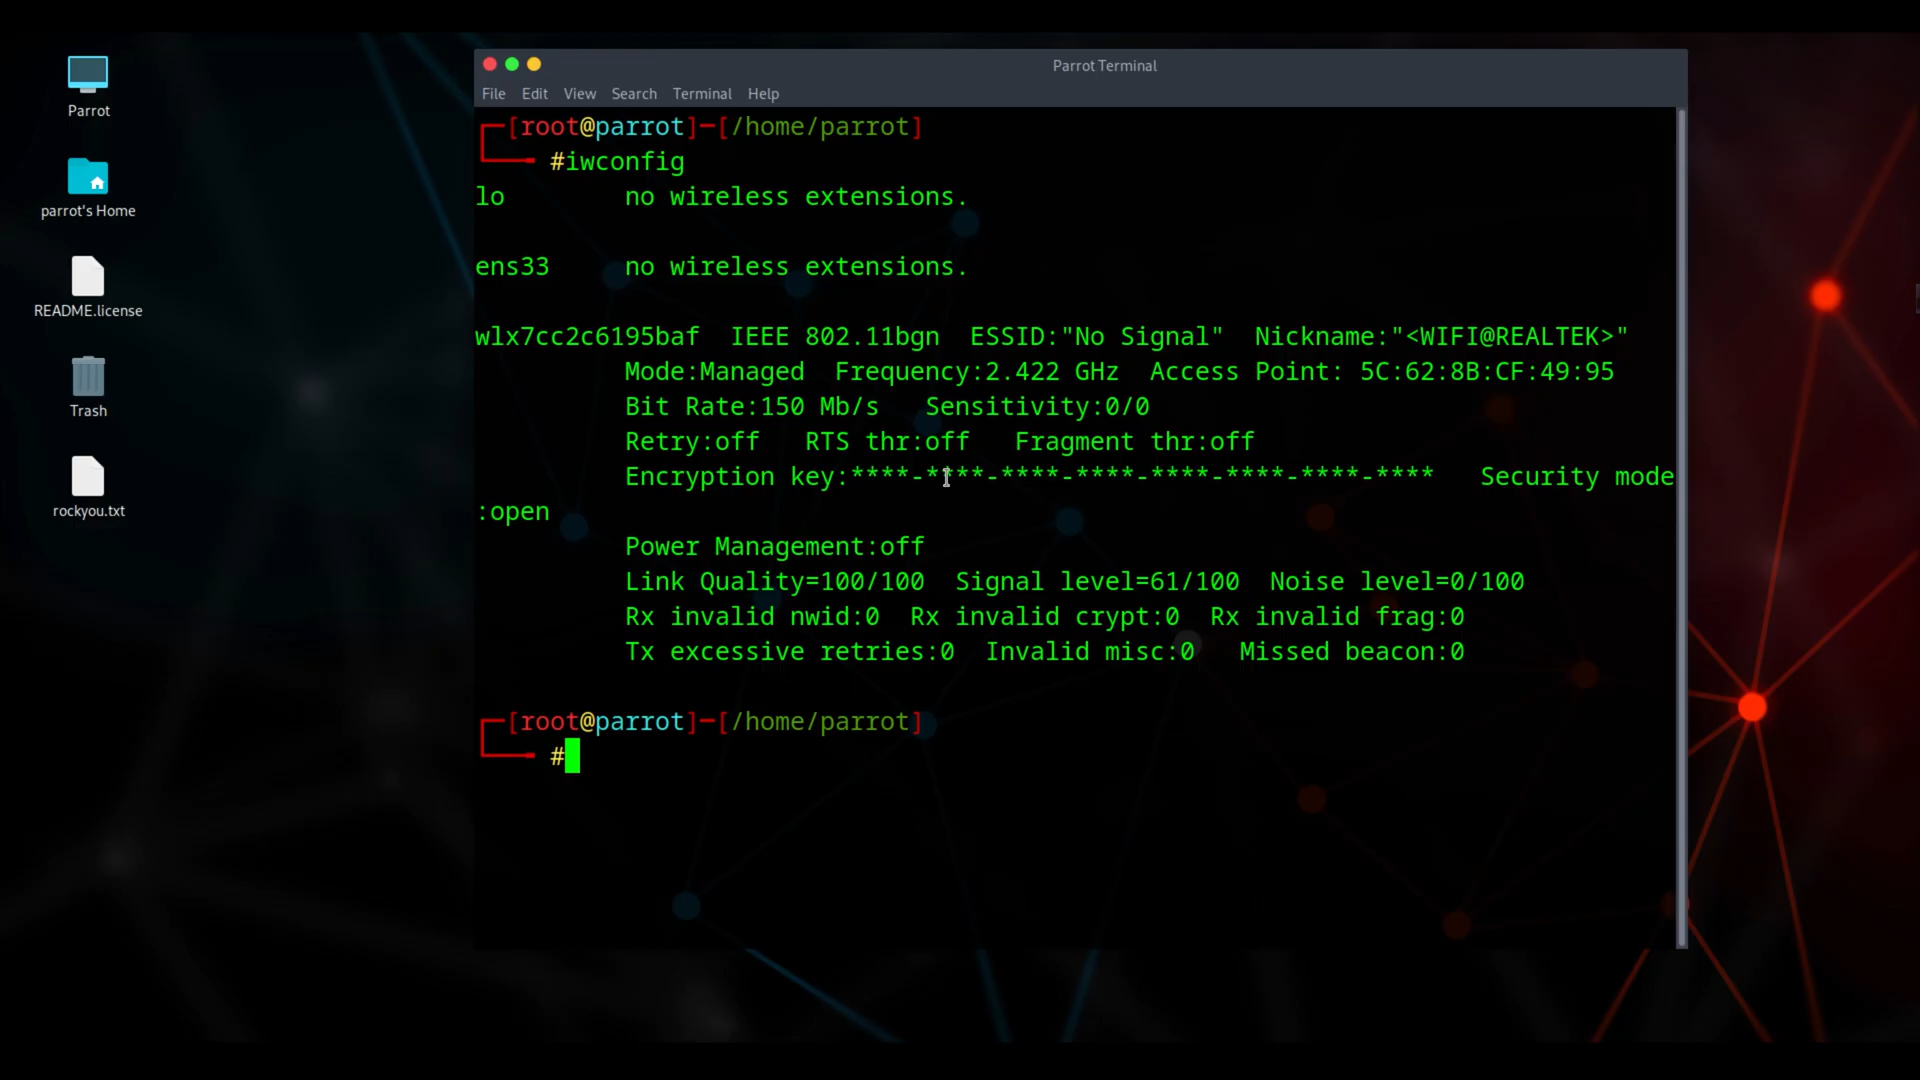 Parrot
parrot's Home
README.license
Trash
rockyou.txt
Parrot Terminal
File Edit View Search Terminal Help
[root@parrot]─[/home/parrot]
#iwconfig
lo        no wireless extensions.
ens33     no wireless extensions.
wlx7cc2c6195baf  IEEE 802.11bgn  ESSID:"No Signal"  Nickname:"<WIFI@REALTEK>"
Mode:Managed  Frequency:2.422 GHz  Access Point: 5C:62:8B:CF:49:95
Bit Rate:150 Mb/s   Sensitivity:0/0
Retry:off   RTS thr:off   Fragment thr:off
Encryption key:****-****-****-****-****-****-****-****   Security mode
:open
Power Management:off
Link Quality=100/100  Signal level=61/100  Noise level=0/100
Rx invalid nwid:0  Rx invalid crypt:0  Rx invalid frag:0
Tx excessive retries:0  Invalid misc:0   Missed beacon:0
[root@parrot]─[/home/parrot]
#